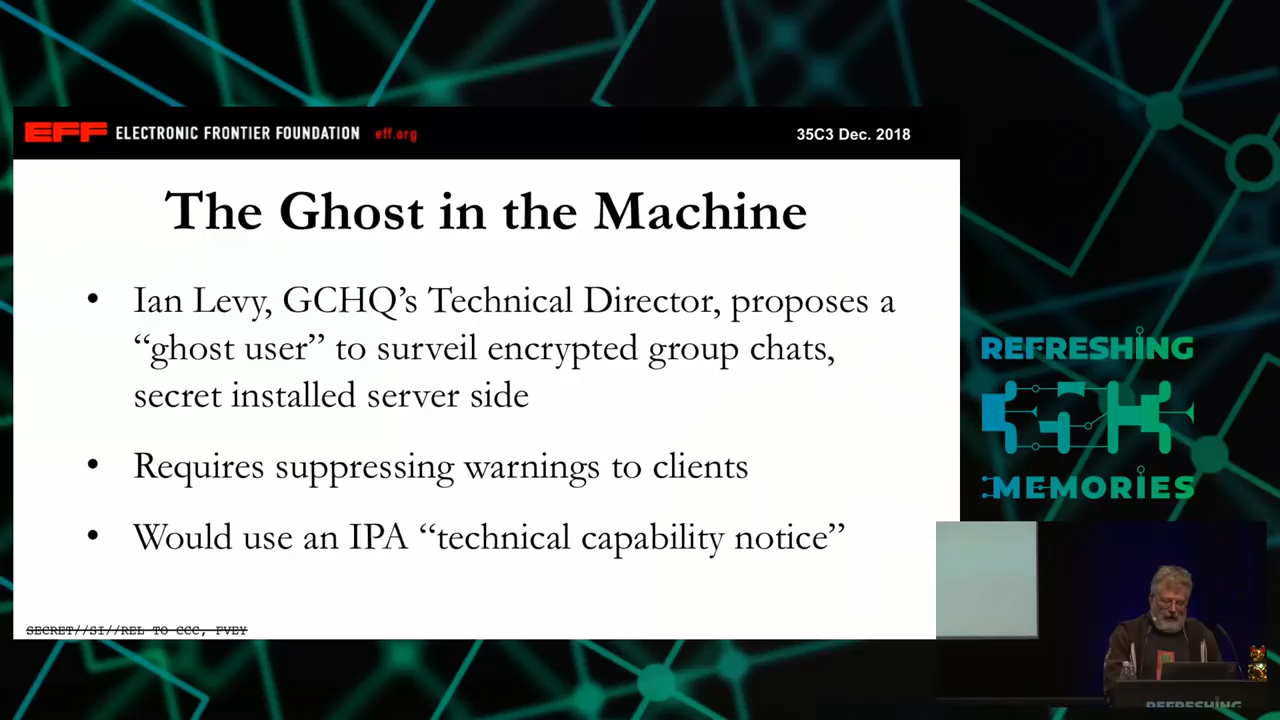 EFF ELECTRONIC FRONTIER FOUNDATION eff.org
35C3 Dec. 2018
The Ghost in the Machine
• Ian Levy, GCHQ’s Technical Director, proposes a
“ghost user” to surveil encrypted group chats,
secret installed server side
• Requires suppressing warnings to clients
• Would use an IPA “technical capability notice”
SECRET//SI//REL TO CCC, FVEY
REFRESHING
35C3
MEMORIES
REFRESHING